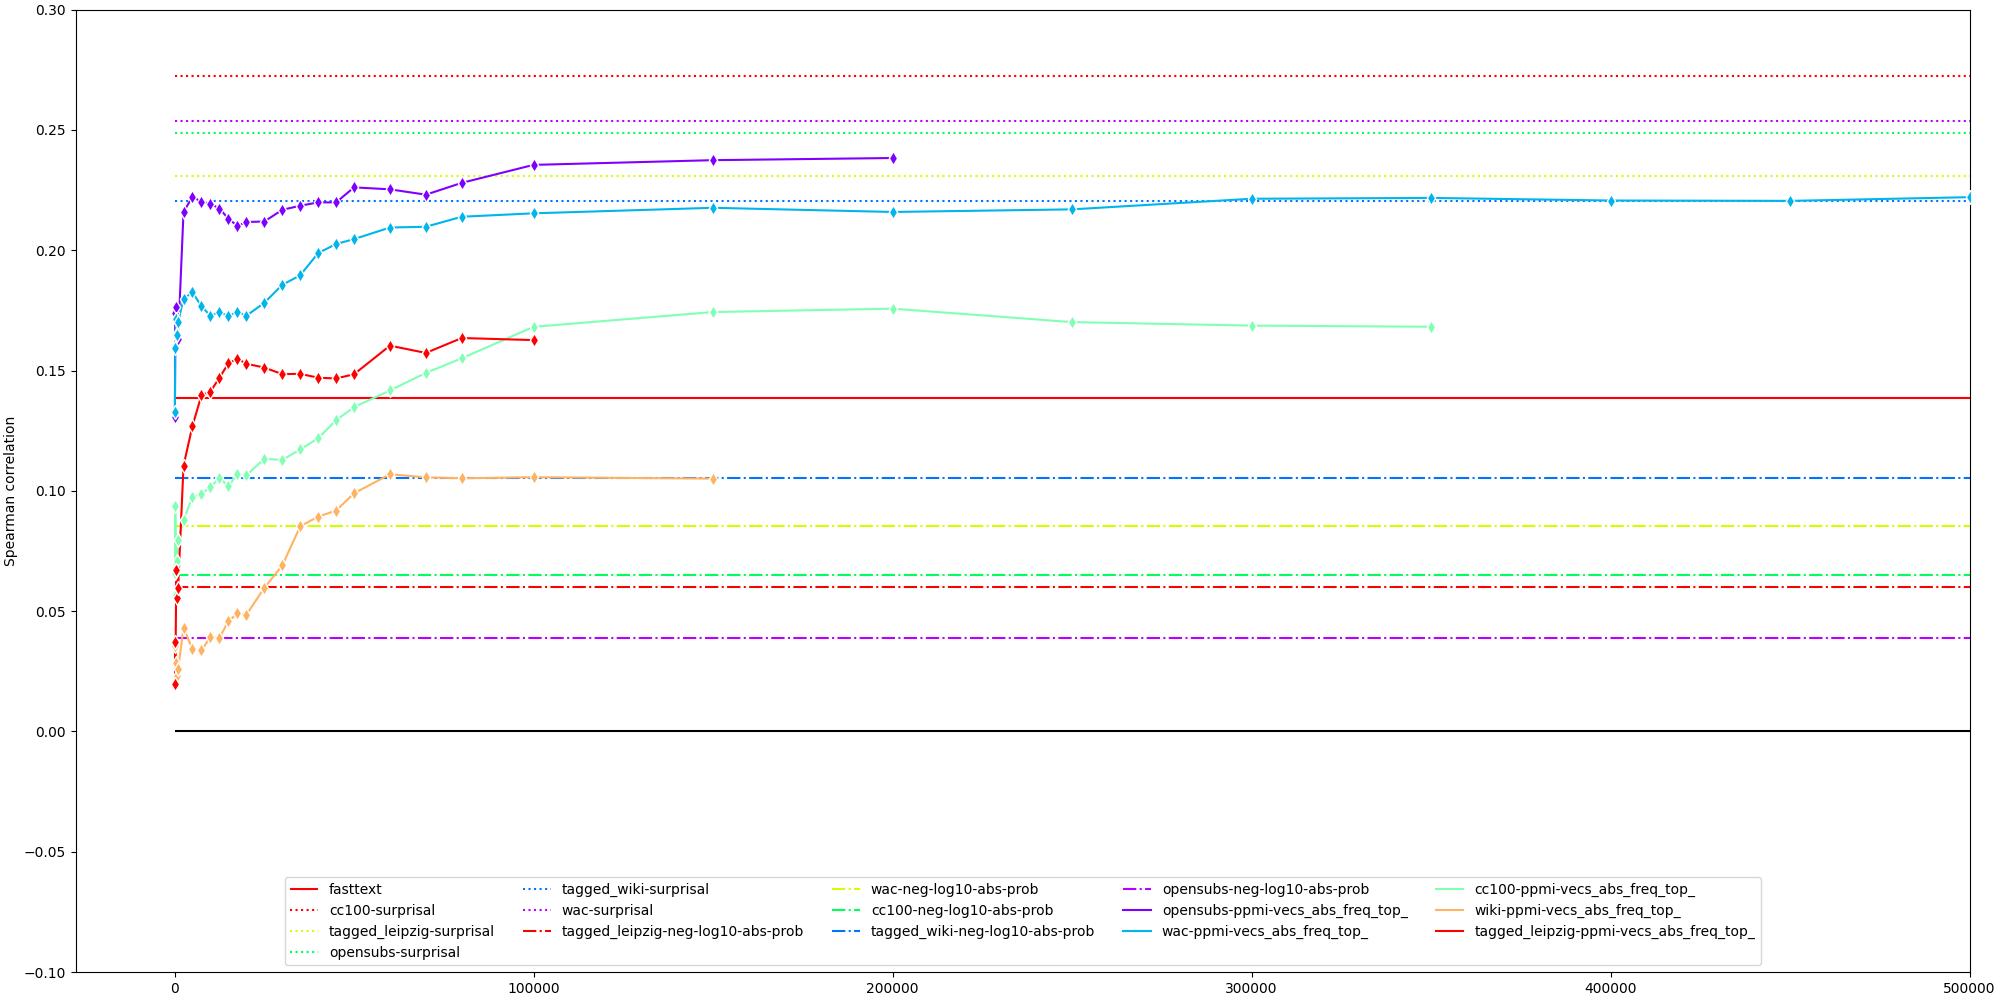 0.30
0.25
0.20
0.15
0.10
0.05
0.00
−0.05
−0.10
Spearman correlation
fasttext
cc100-surprisal
tagged_leipzig-surprisal
opensubs-surprisal
tagged_wiki-surprisal
wac-surprisal
tagged_leipzig-neg-log10-abs-prob
wac-neg-log10-abs-prob
cc100-neg-log10-abs-prob
tagged_wiki-neg-log10-abs-prob
opensubs-neg-log10-abs-prob
opensubs-ppmi-vecs_abs_freq_top_
wac-ppmi-vecs_abs_freq_top_
cc100-ppmi-vecs_abs_freq_top_
wiki-ppmi-vecs_abs_freq_top_
tagged_leipzig-ppmi-vecs_abs_freq_top_
0 100000 200000 300000 400000 500000